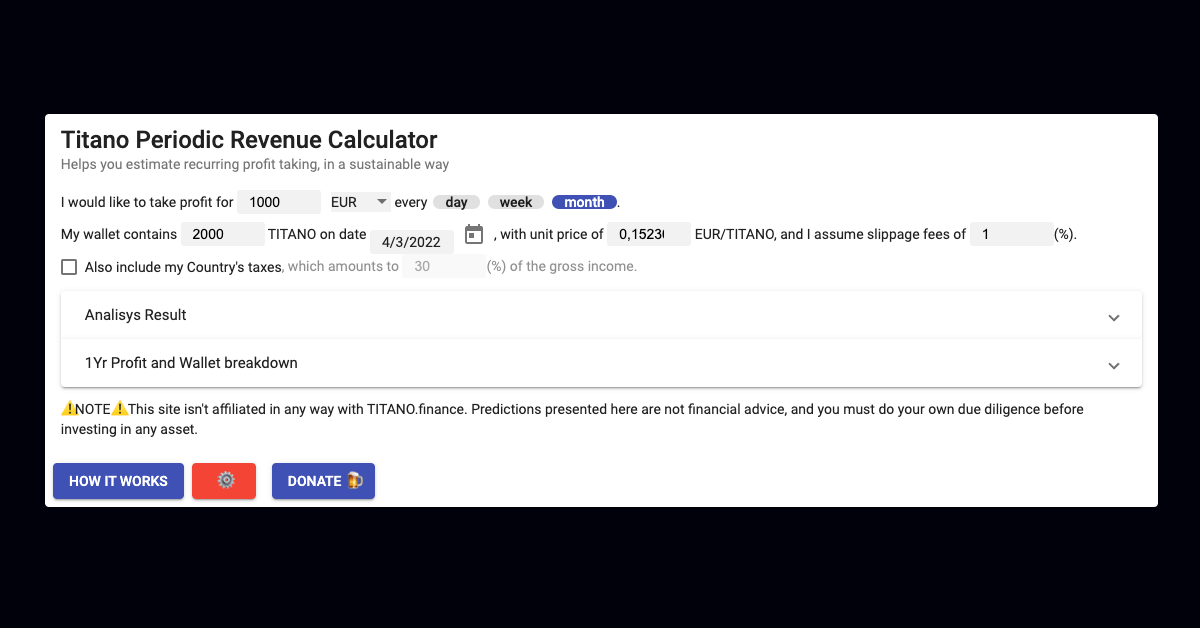 Titano Periodic Revenue Calculator
Helps you estimate recurring profit taking, in a sustainable way
I would like to take profit for 1000 EUR every day week month.
My wallet contains 2000 TITANO on date 4/3/2022 , with unit price of 0,1523 EUR/TITANO, and I assume slippage fees of 1 (%).
Also include my Country's taxes, which amounts to 30 (%) of the gross income.
Analisys Result
1Yr Profit and Wallet breakdown
⚠️NOTE⚠️This site isn't affiliated in any way with TITANO.finance. Predictions presented here are not financial advice, and you must do your own due diligence before
investing in any asset.
HOW IT WORKS DONATE 🍺